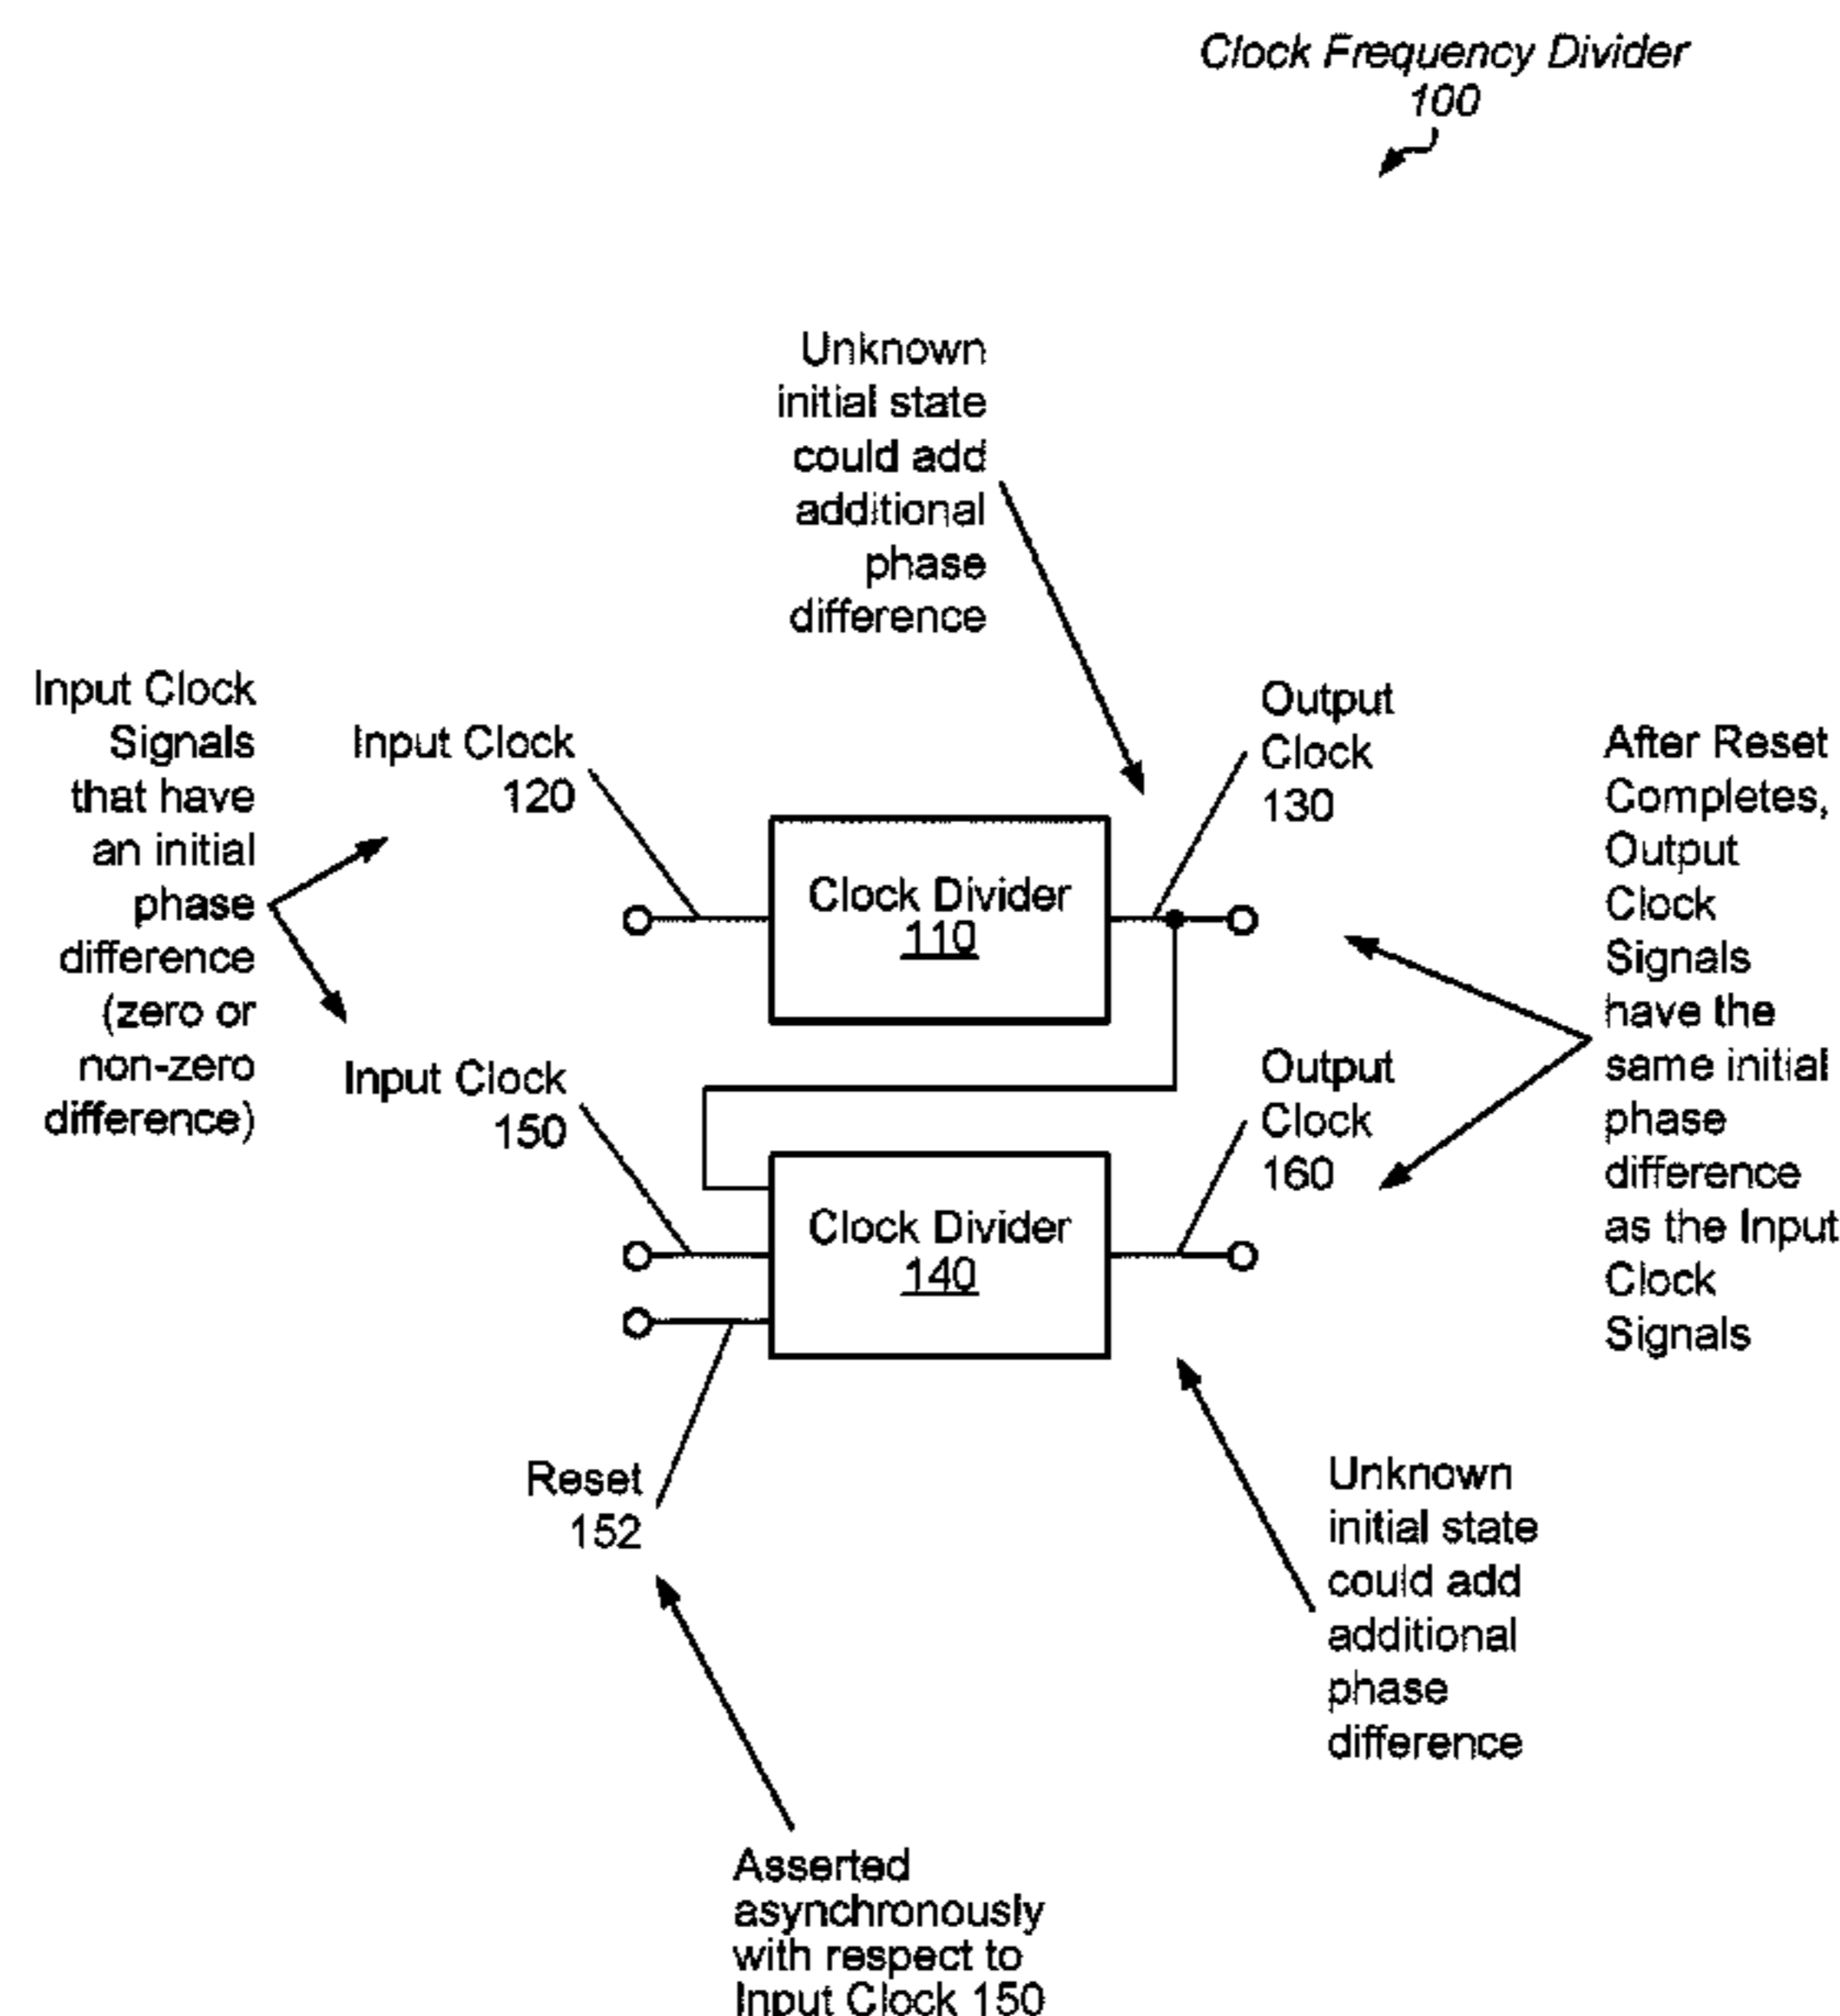 Clock Frequency Divider
100
Unknown
initial state
could add
additional
phase
difference
Input Clock
Signals
that have
an initial
phase
difference
(zero or
non-zero
difference)
Input Clock
120
Output
Clock
130
After Reset
Completes,
Output
Clock
Signals
have the
same initial
phase
difference
as the Input
Clock
Signals
Clock Divider
110
Input Clock
150
Output
Clock
160
Clock Divider
140
Reset
152
Unknown
initial state
could add
additional
phase
difference
Asserted
asynchronously
with respect to
Input Clock 150